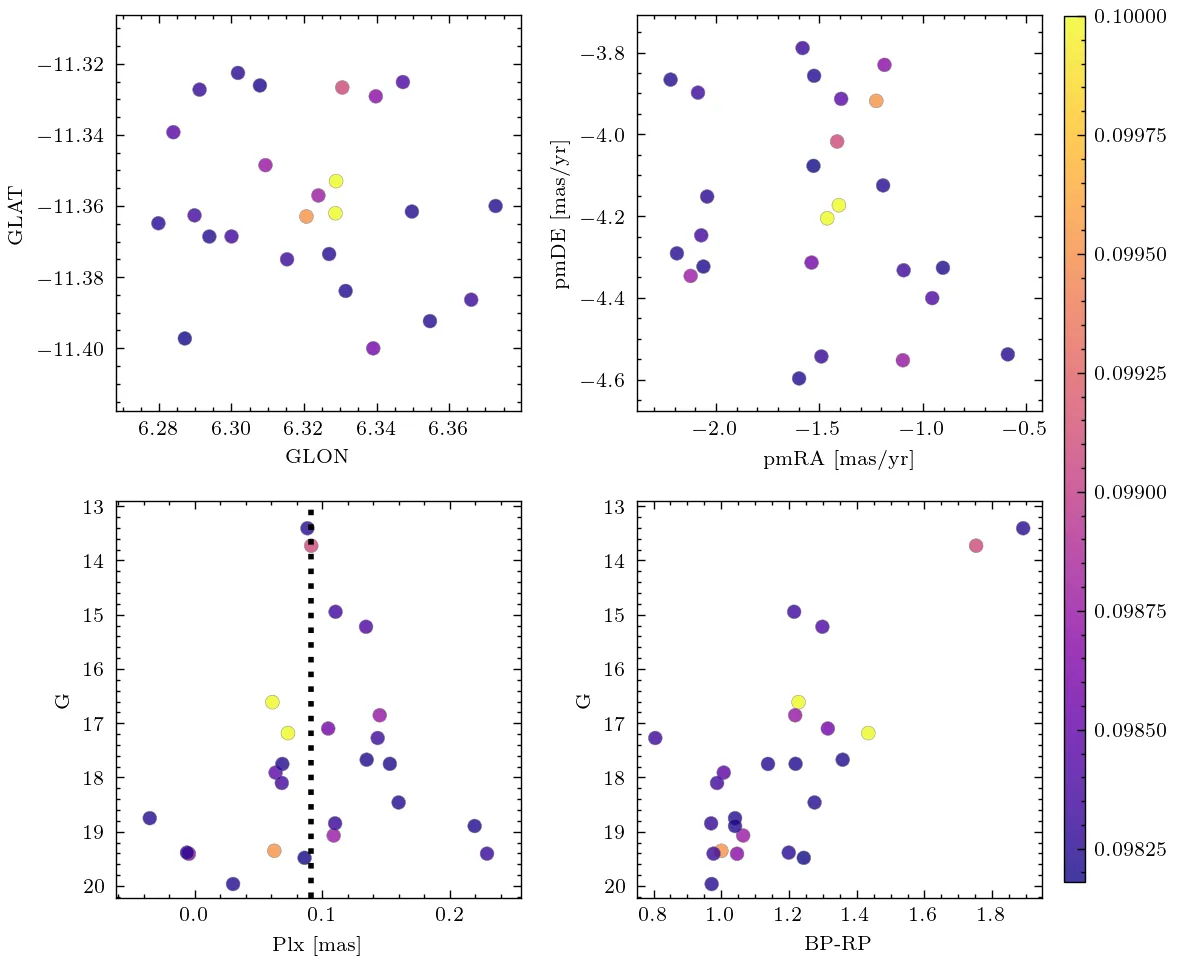 −11.32
−11.34
−11.36
−11.38
−11.40
GLAT
6.28 6.30 6.32 6.34 6.36
GLON
−3.8
−4.0
−4.2
−4.4
−4.6
pmDE [mas/yr]
−2.0 −1.5 −1.0 −0.5
pmRA [mas/yr]
0.10000
0.09975
0.09950
0.09925
0.09900
0.09875
0.09850
0.09825
13
14
15
16
17
18
19
20
G
0.0 0.1 0.2
Plx [mas]
13
14
15
16
17
18
19
20
G
0.8 1.0 1.2 1.4 1.6 1.8
BP-RP